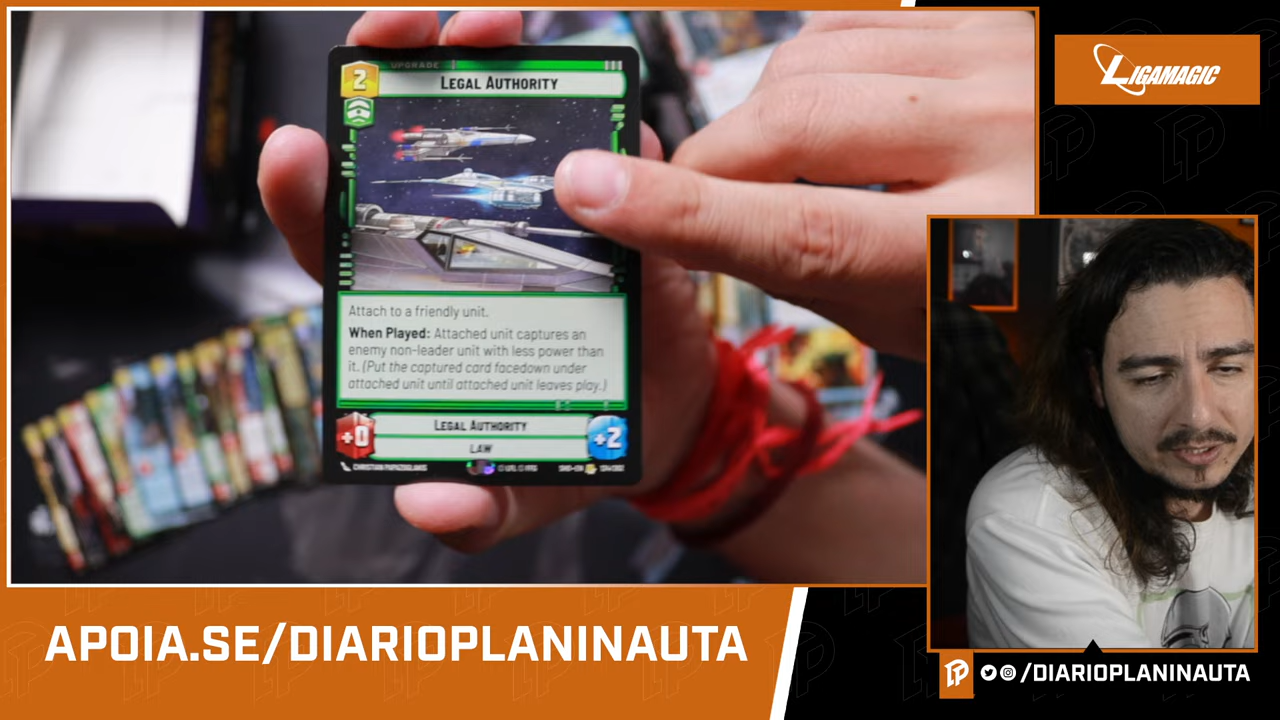 UPGRADE
2
LEGAL AUTHORITY
Attach to a friendly unit.
When Played: Attached unit captures an
enemy non-leader unit with less power than
it. (Put the captured card facedown under
attached unit until attached unit leaves play.)
+0
LEGAL AUTHORITY
+2
LAW
CHRISTIAN PAPAZOGLAKIS
LIGAMAGIC
APOIA.SE/DIARIOPLANINAUTA
/DIARIOPLANINAUTA